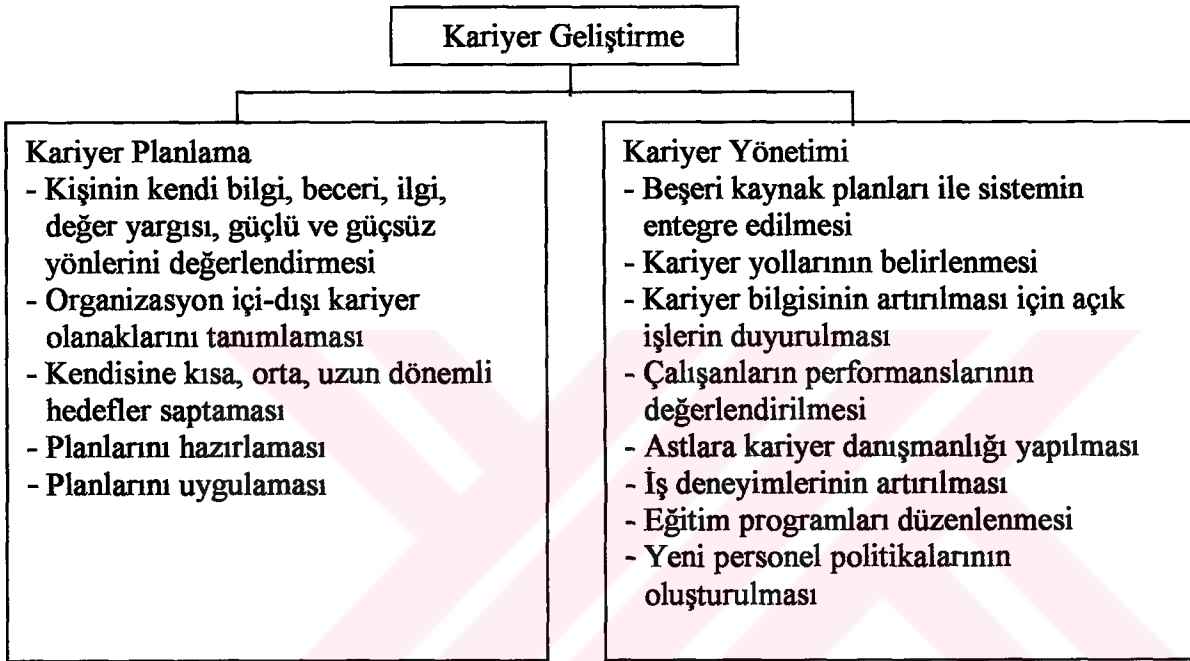 Kariyer Geliştirme
Kariyer Planlama
- Kişinin kendi bilgi, beceri, ilgi,
değer yargısı, güçlü ve güçsüz
yönlerini değerlendirmesi
- Organizasyon içi-dışı kariyer
olanaklarını tanımlaması
- Kendisine kısa, orta, uzun dönemli
hedefler saptaması
- Planlarını hazırlaması
- Planlarını uygulaması
Kariyer Yönetimi
- Beşeri kaynak planları ile sistemin
entegre edilmesi
- Kariyer yollarının belirlenmesi
- Kariyer bilgisinin artırılması için açık
işlerin duyurulması
- Çalışanların performanslarının
değerlendirilmesi
- Astlara kariyer danışmanlığı yapılması
- İş deneyimlerinin artırılması
- Eğitim programları düzenlenmesi
- Yeni personel politikalarının
oluşturulması